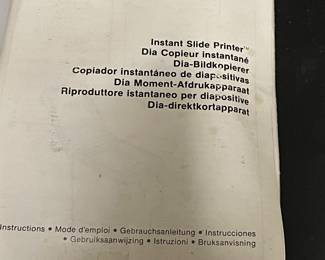 Instant Slide Printer™
Dia Copieur instantané
Dia-Bildkopierer
Copiador instantáneo de diapositivas
Dia Moment-Afdrukapparaat
Riproduttore istantaneo per diapositive
Dia-direktkortapparat
Instructions • Mode d'emploi • Gebrauchsanleitung • Instrucciones
• Gebruiksaanwijzing • Istruzioni • Bruksanvisning